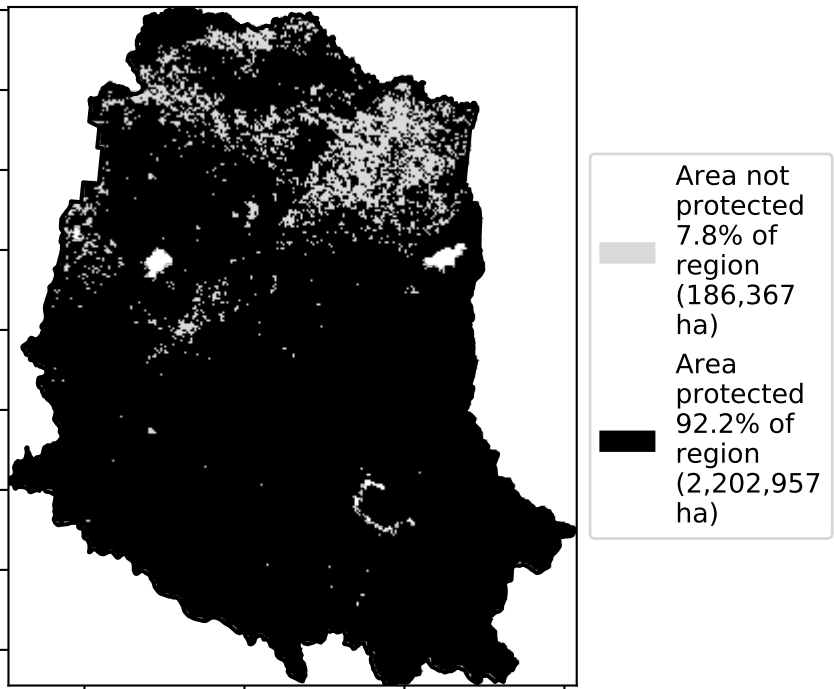 Area not
protected
7.8% of
region
(186,367
ha)
Area
protected
92.2% of
region
(2,202,957
ha)